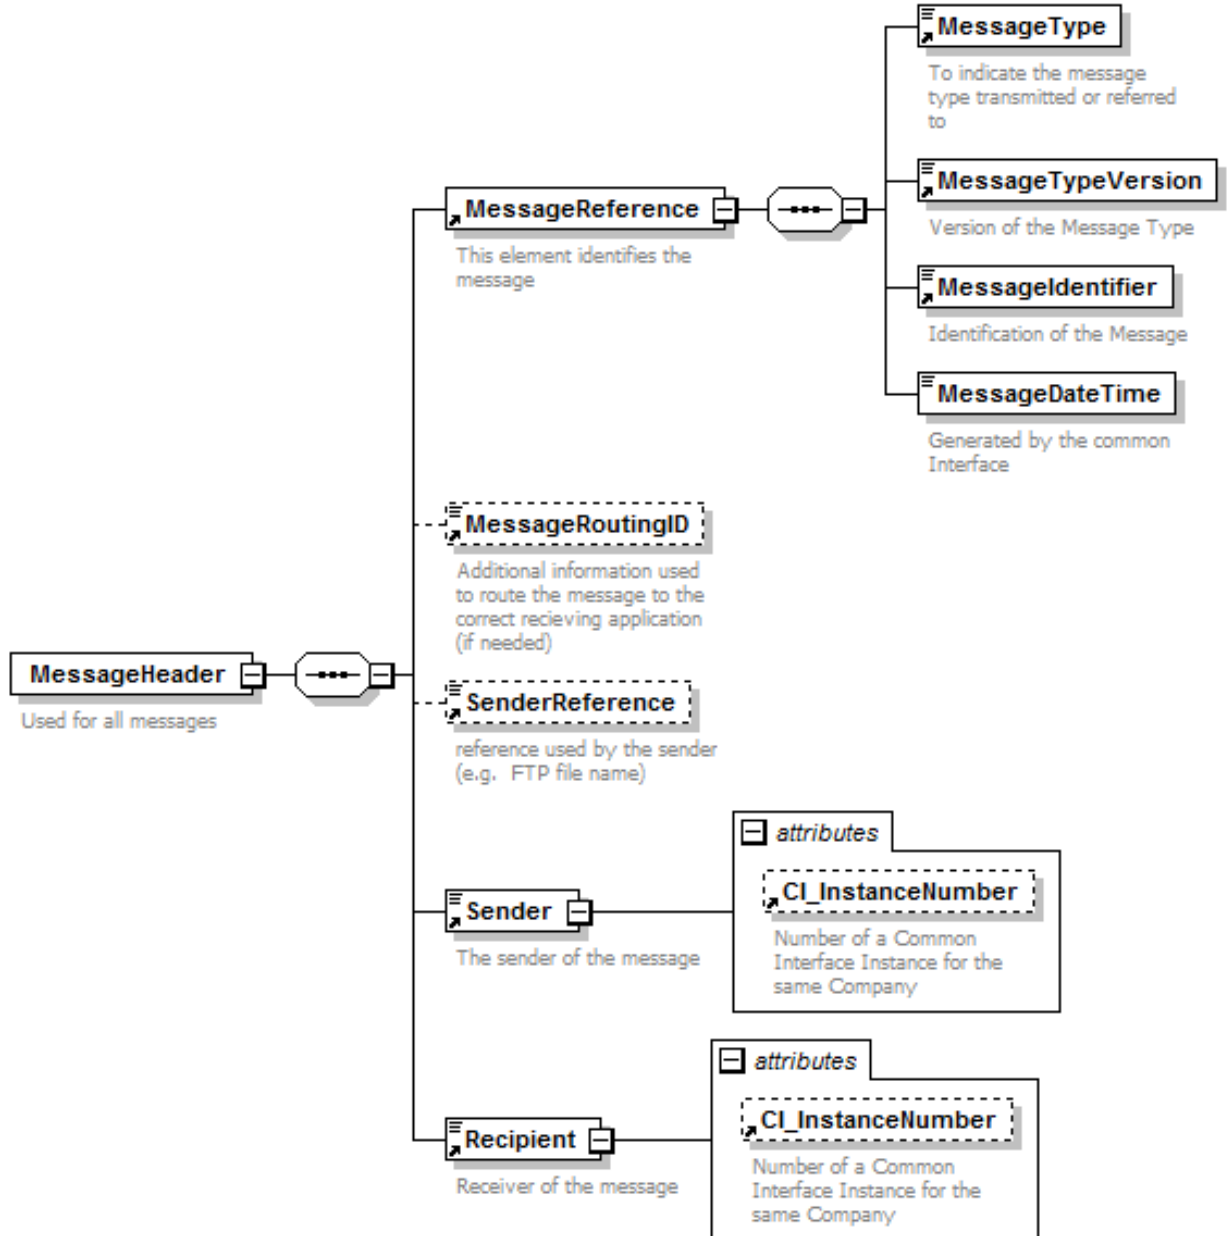 MessageType
To indicate the message
type transmitted or referred
to
MessageTypeVersion
Version of the Message Type
MessageReference
This element identifies the
message
MessageIdentifier
Identification of the Message
MessageDateTime
Generated by the common
Interface
MessageRoutingID
Additional information used
to route the message to the
correct recieving application
(if needed)
MessageHeader
Used for all messages
SenderReference
reference used by the sender
(e.g. FTP file name)
attributes
CI_InstanceNumber
Number of a Common
Interface Instance for the
same Company
Sender
The sender of the message
attributes
CI_InstanceNumber
Number of a Common
Interface Instance for the
same Company
Recipient
Receiver of the message